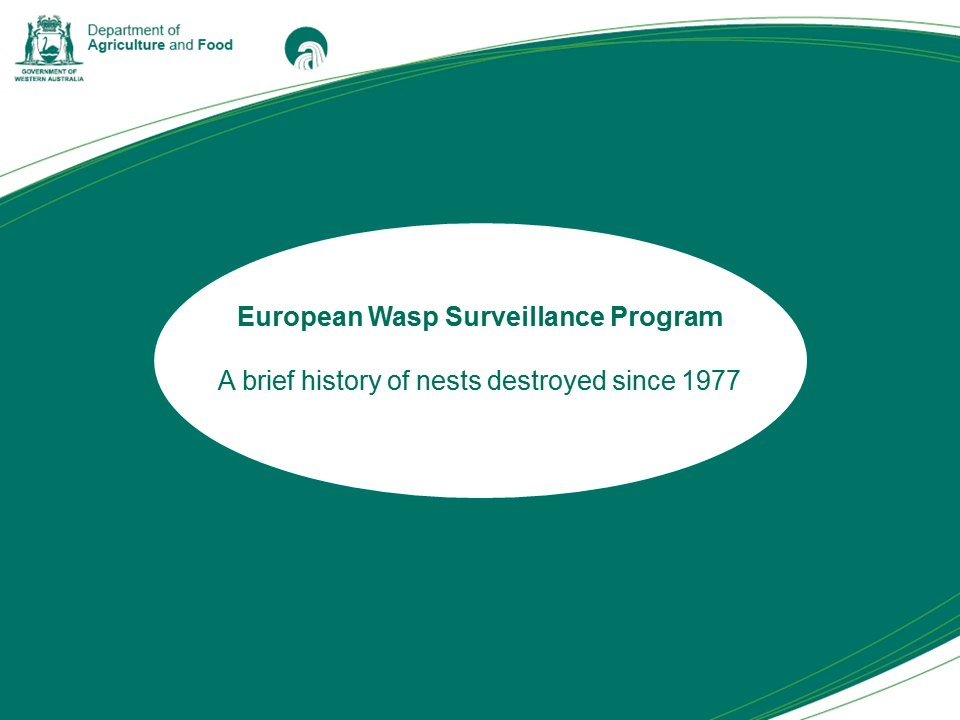 Department of
Agriculture and Food
GOVERNMENT OF
WESTERN AUSTRALIA
European Wasp Surveillance Program
A brief history of nests destroyed since 1977